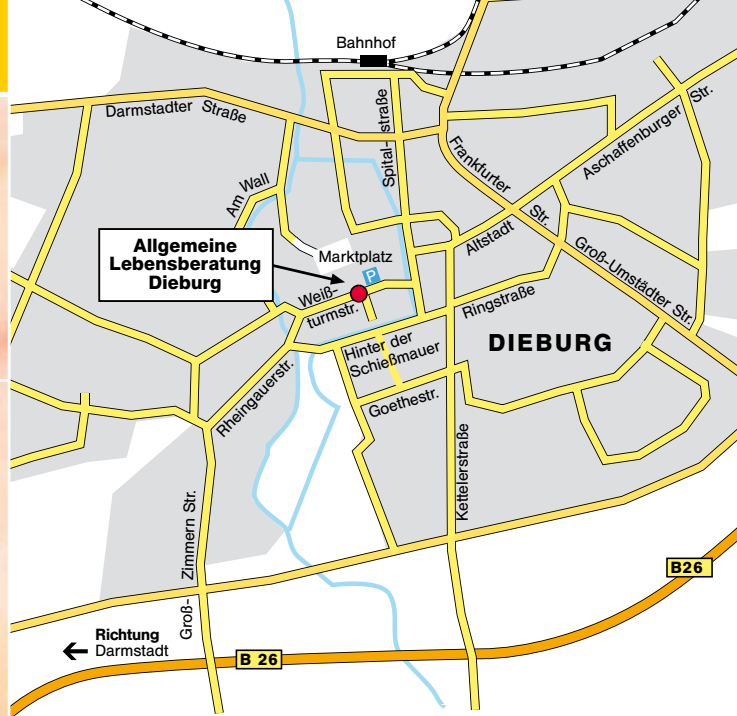 Bahnhof
Darmstadter Straße
Spital-
straße
Frankfurter
Str.
Aschaffenburger Str.
Am Wall
Allgemeine
Lebensberatung
Dieburg
Marktplatz
P
Altstadt
Groß-Umstädter Str.
Weiß-
turmstr.
Ringstraße
DIEBURG
Hinter der
Schießmauer
Rheingauerstr.
Goethestr.
Kettelerstraße
Groß- Zimmern Str.
B26
Richtung
Darmstadt
B 26